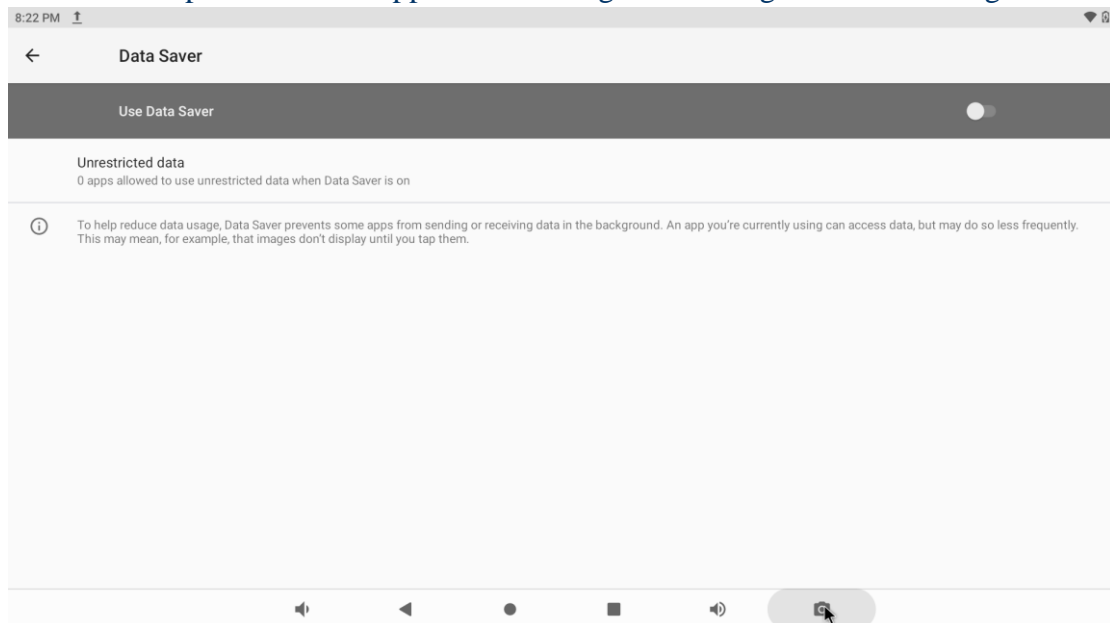 8:22 PM
Data Saver
Use Data Saver
Unrestricted data
0 apps allowed to use unrestricted data when Data Saver is on
To help reduce data usage, Data Saver prevents some apps from sending or receiving data in the background. An app you're currently using can access data, but may do so less frequently.
This may mean, for example, that images don't display until you tap them.